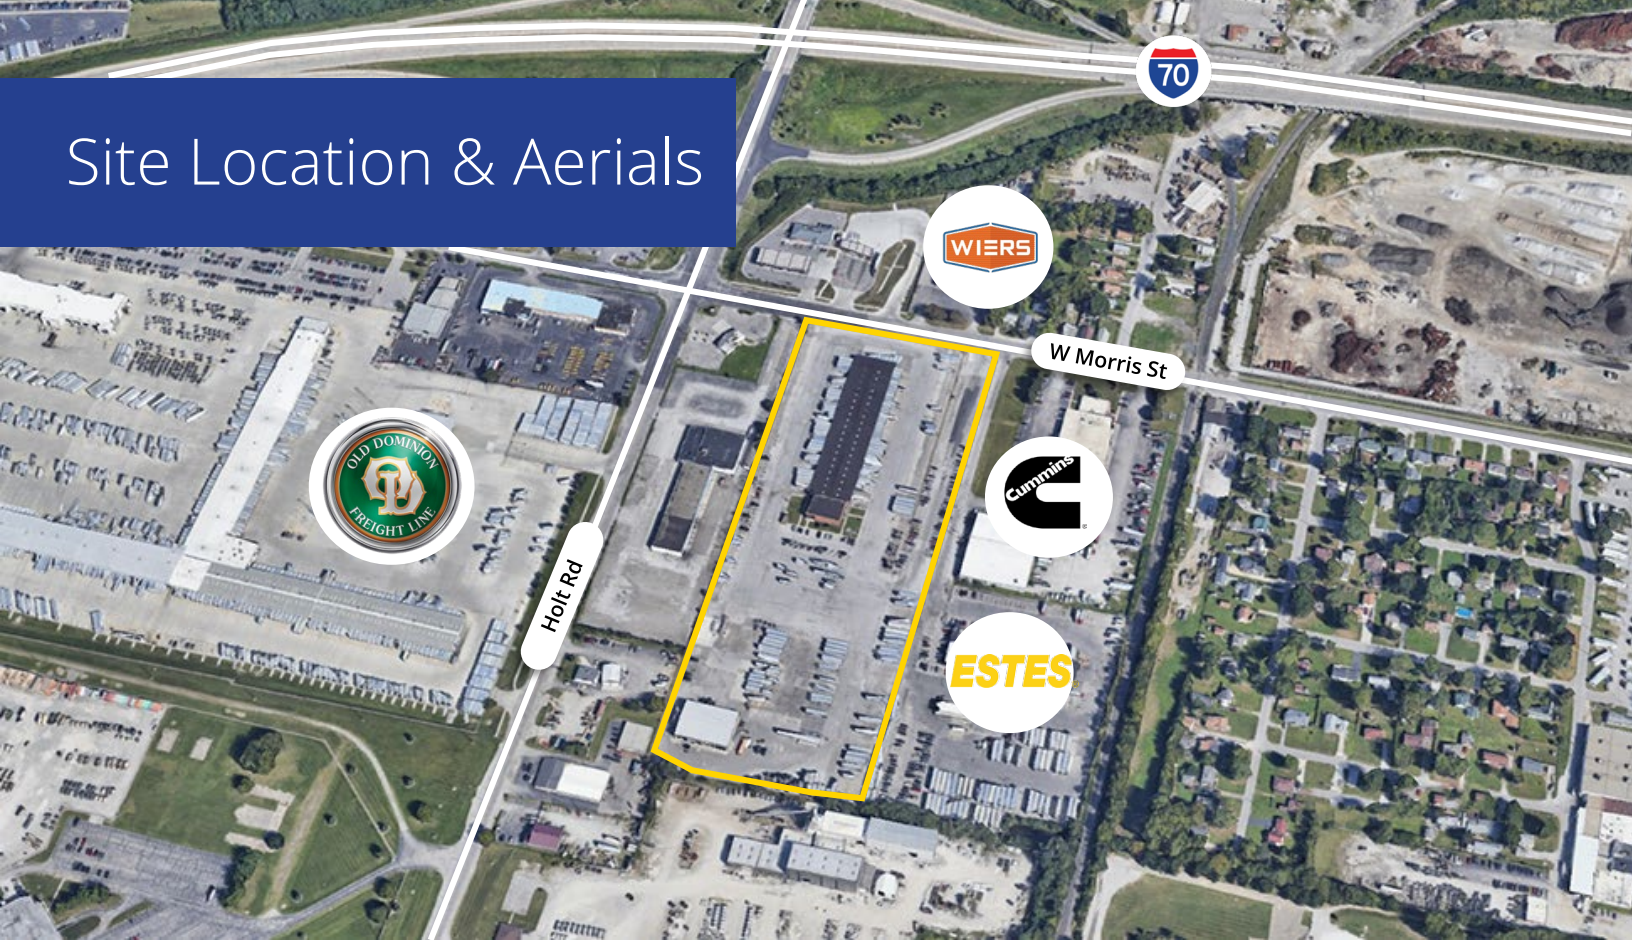 70
Site Location & Aerials
WIERS
W Morris St
OLD DOMINION
OD
FREIGHT LINE
Cummins
®
Holt Rd
ESTES